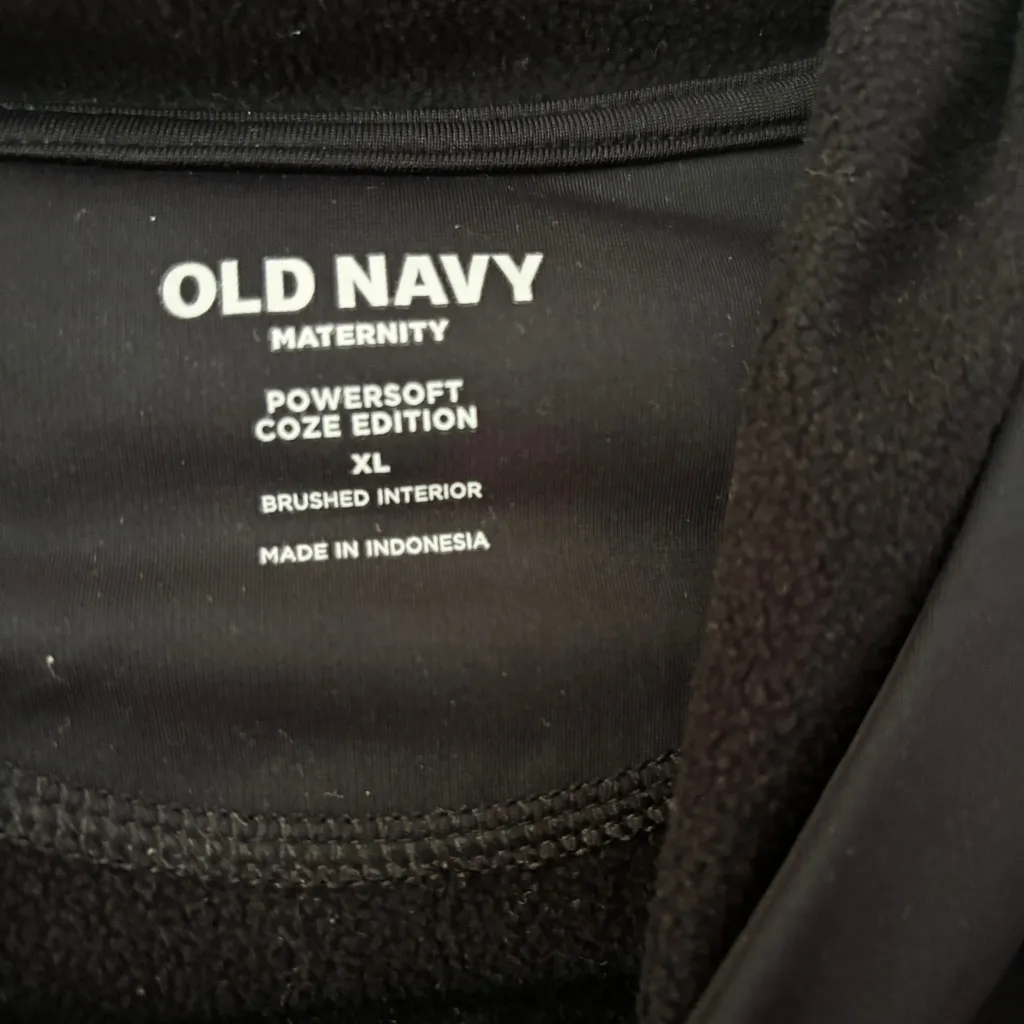 OLD NAVY
MATERNITY
POWERSOFT
COZE EDITION
XL
BRUSHED INTERIOR
MADE IN INDONESIA